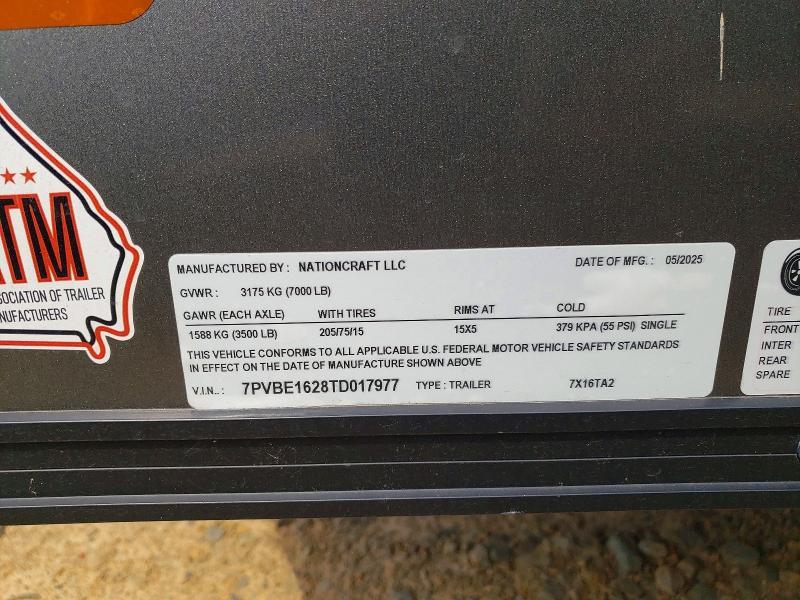 TM
SOCIATION OF TRAILER
NUFACTURERS
MANUFACTURED BY : NATIONCRAFT LLC DATE OF MFG. : 05/2025
GVWR : 3175 KG (7000 LB)
GAWR (EACH AXLE) WITH TIRES RIMS AT COLD
1588 KG (3500 LB) 205/75/15 15X5 379 KPA (55 PSI) SINGLE
THIS VEHICLE CONFORMS TO ALL APPLICABLE U.S. FEDERAL MOTOR VEHICLE SAFETY STANDARDS
IN EFFECT ON THE DATE OF MANUFACTURE SHOWN ABOVE
V.I.N.. : 7PVBE1628TD017977 TYPE : TRAILER 7X16TA2
TIRE
FRONT
INTER
REAR
SPARE